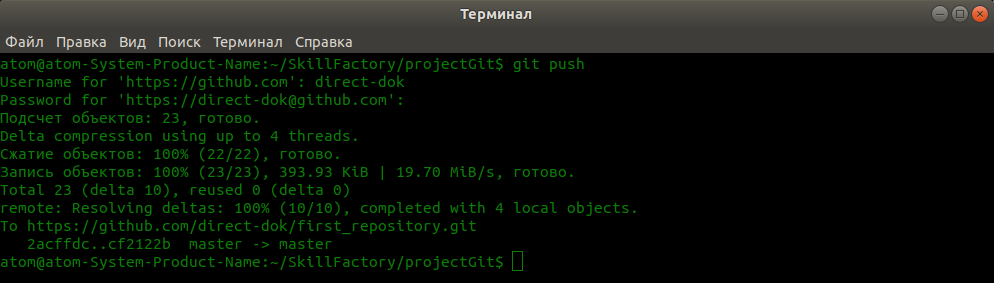 Терминал
Файл Правка Вид Поиск Терминал Справка
atom@atom-System-Product-Name:~/SkillFactory/projectGit$ git push
Username for 'https://github.com': direct-dok
Password for 'https://direct-dok@github.com':
Подсчет объектов: 23, готово.
Delta compression using up to 4 threads.
Сжатие объектов: 100% (22/22), готово.
Запись объектов: 100% (23/23), 393.93 KiB | 19.70 MiB/s, готово.
Total 23 (delta 10), reused 0 (delta 0)
remote: Resolving deltas: 100% (10/10), completed with 4 local objects.
To https://github.com/direct-dok/first_repository.git
   2acffdc..cf2122b  master -> master
atom@atom-System-Product-Name:~/SkillFactory/projectGit$